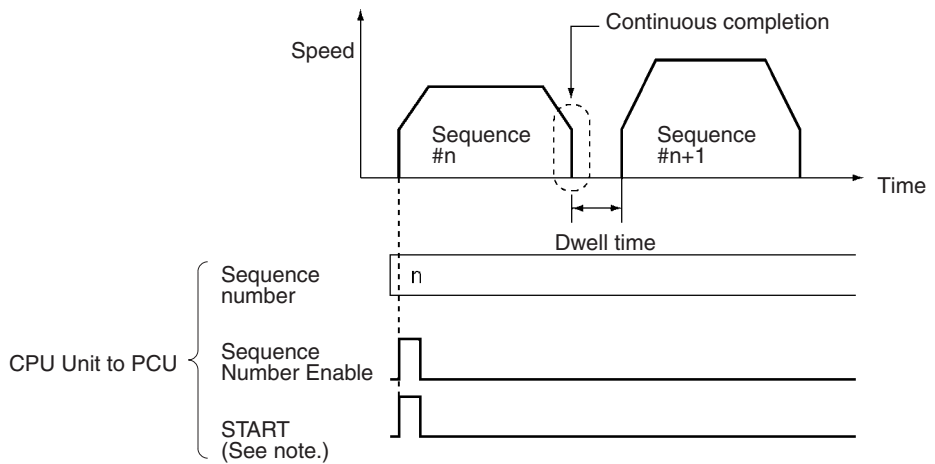 Continuous completion
Speed
Sequence
#n
Sequence
#n+1
Time
Dwell time
Sequence
number
n
CPU Unit to PCU
Sequence
Number Enable
START
(See note.)